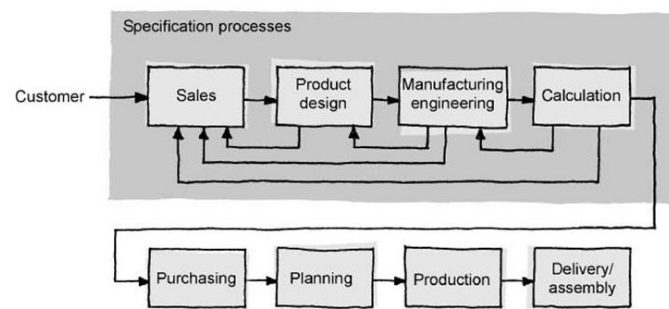 Specification processes
Customer
Sales
Product
design
Manufacturing
engineering
Calculation
Purchasing
Planning
Production
Delivery/
assembly